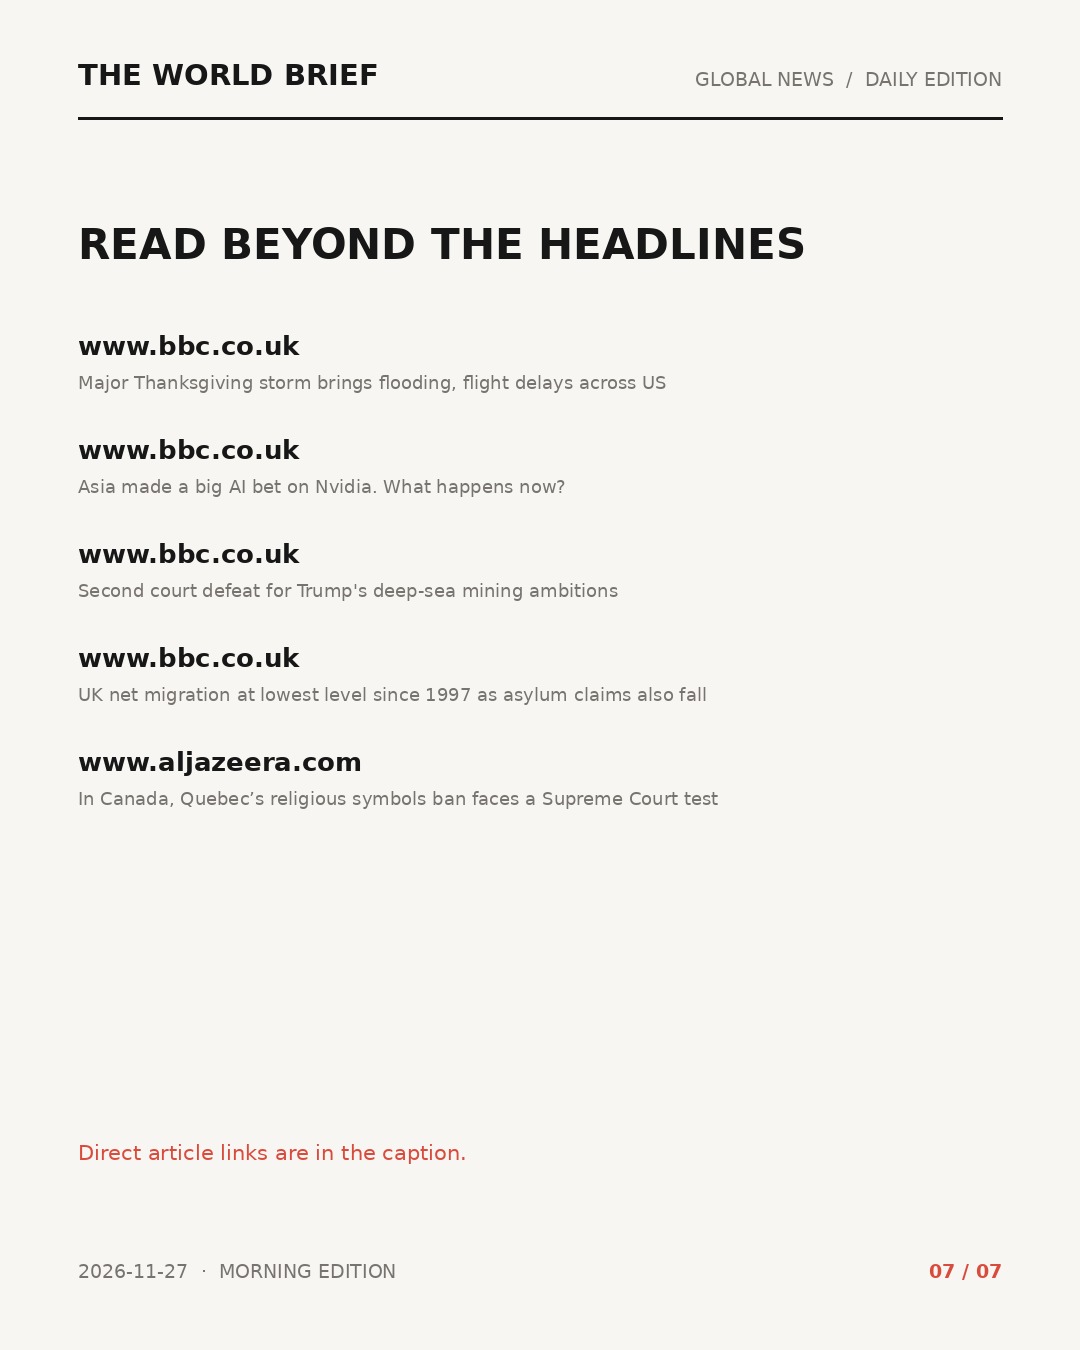 THE WORLD BRIEF
GLOBAL NEWS / DAILY EDITION
READ BEYOND THE HEADLINES
www.bbc.co.uk
Major Thanksgiving storm brings flooding, flight delays across US
www.bbc.co.uk
Asia made a big AI bet on Nvidia. What happens now?
www.bbc.co.uk
Second court defeat for Trump's deep-sea mining ambitions
www.bbc.co.uk
UK net migration at lowest level since 1997 as asylum claims also fall
www.aljazeera.com
In Canada, Quebec’s religious symbols ban faces a Supreme Court test
Direct article links are in the caption.
2026-11-27 · MORNING EDITION
07 / 07